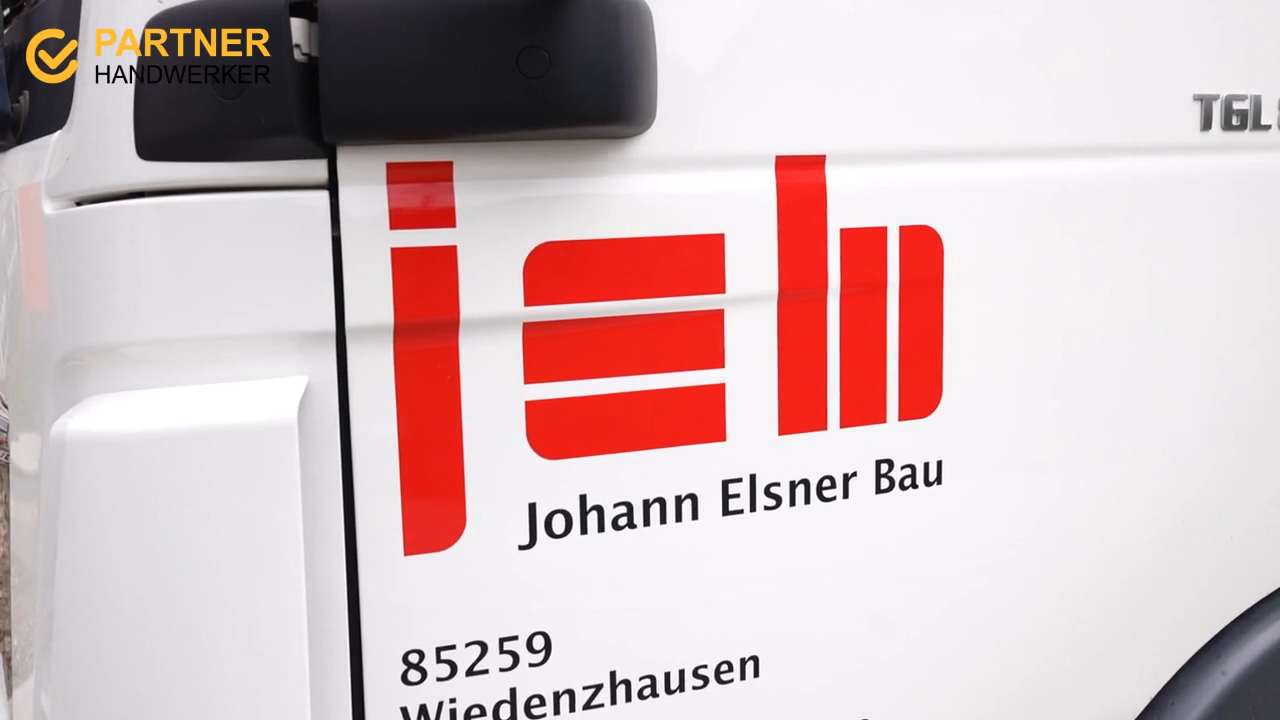 PARTNER
HANDWERKER
TGL
jeb
Johann Elsner Bau
85259
Wiedenzhausen